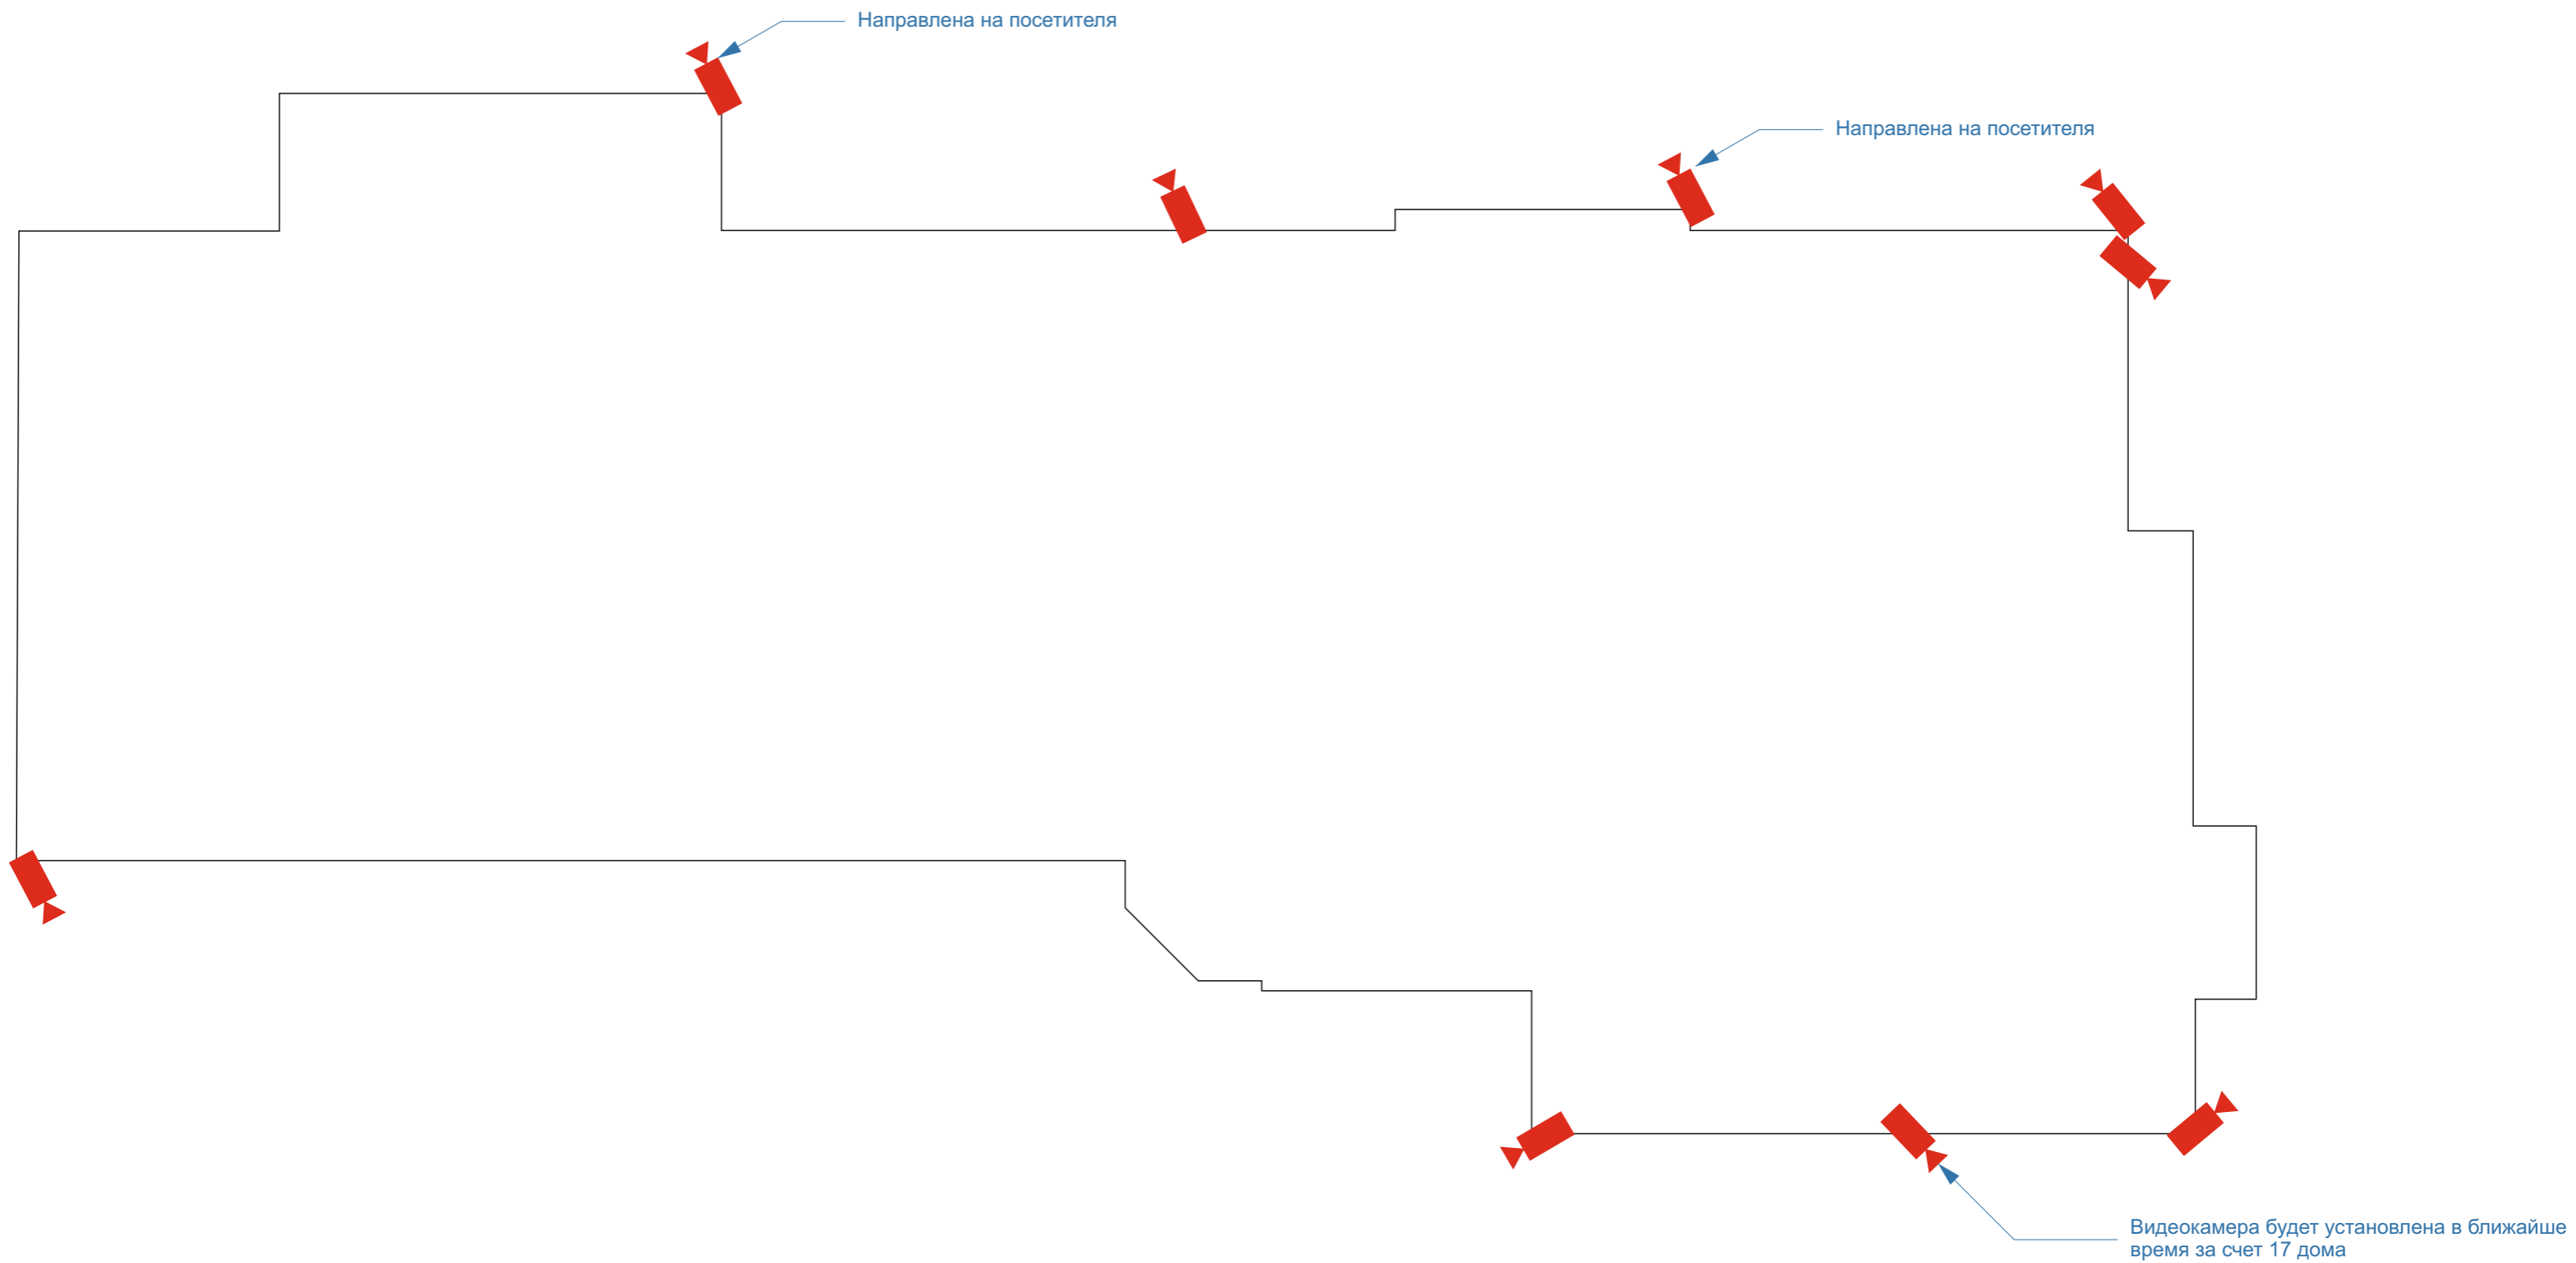 Направлена на посетителя
Направлена на посетителя
Видеокамера будет установлена в ближайше
время за счет 17 дома